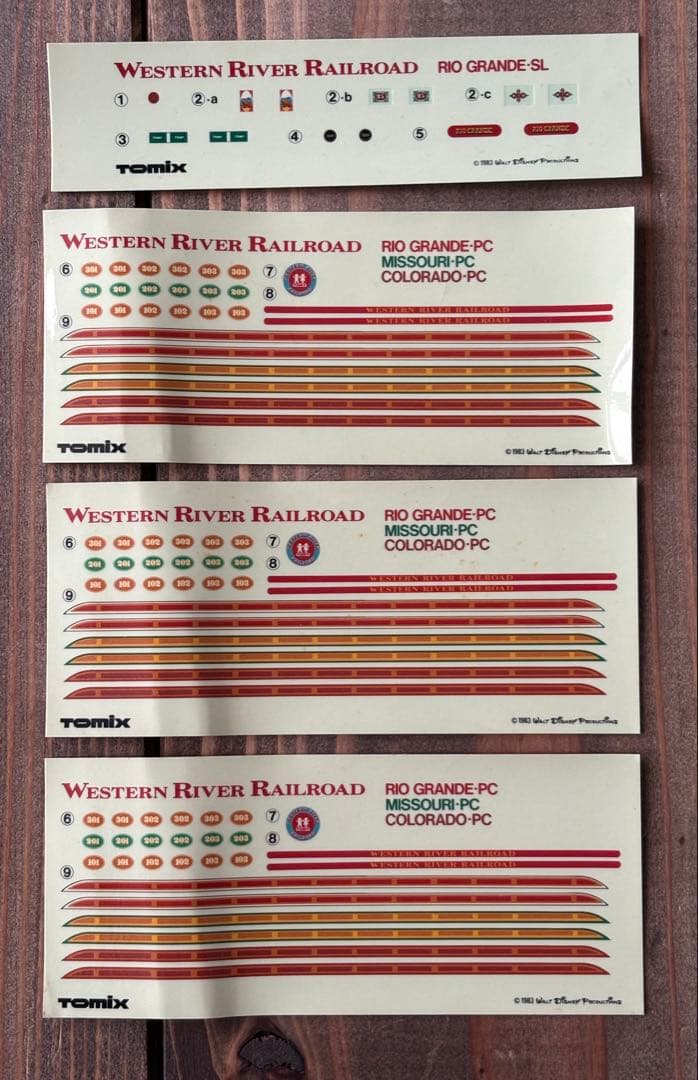 WESTERN RIVER RAILROAD RIO GRANDE·SL
1 2·a 2·b 2·c
3 4 5 RIO GRANDE RIO GRANDE
TOMIX © 1983 WALT DISNEY PRODUCTIONS
WESTERN RIVER RAILROAD RIO GRANDE·PC
MISSOURI·PC
COLORADO·PC
6 301 301 302 302 303 303 7
201 201 202 202 203 203 8
101 101 102 102 103 103
9
WESTERN RIVER RAILROAD
WESTERN RIVER RAILROAD
TOMIX © 1983 WALT DISNEY PRODUCTIONS
WESTERN RIVER RAILROAD RIO GRANDE·PC
MISSOURI·PC
COLORADO·PC
6 301 301 302 302 303 303 7
201 201 202 202 203 203 8
101 101 102 102 103 103
9
WESTERN RIVER RAILROAD
WESTERN RIVER RAILROAD
TOMIX © 1983 WALT DISNEY PRODUCTIONS
WESTERN RIVER RAILROAD RIO GRANDE·PC
MISSOURI·PC
COLORADO·PC
6 301 301 302 302 303 303 7
201 201 202 202 203 203 8
101 101 102 102 103 103
9
WESTERN RIVER RAILROAD
WESTERN RIVER RAILROAD
TOMIX © 1983 WALT DISNEY PRODUCTIONS